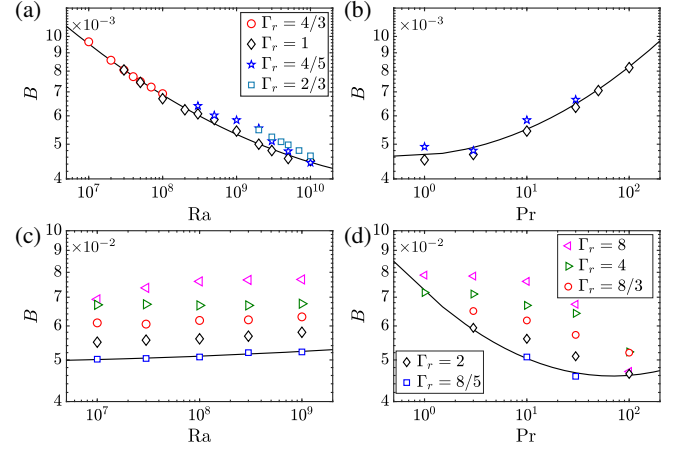 (a)
×10⁻³
10
9
8
7
6
5
4
B
10⁷
10⁸
10⁹
10¹⁰
Ra
Γᵣ = 4/3
Γᵣ = 1
Γᵣ = 4/5
Γᵣ = 2/3
(b)
×10⁻³
10
9
8
7
6
5
4
B
10⁰
10¹
10²
Pr
(c)
×10⁻²
10
9
8
7
6
5
4
B
10⁷
10⁸
10⁹
Ra
(d)
×10⁻²
10
9
8
7
6
5
4
B
10⁰
10¹
10²
Pr
Γᵣ = 8
Γᵣ = 4
Γᵣ = 8/3
Γᵣ = 2
Γᵣ = 8/5